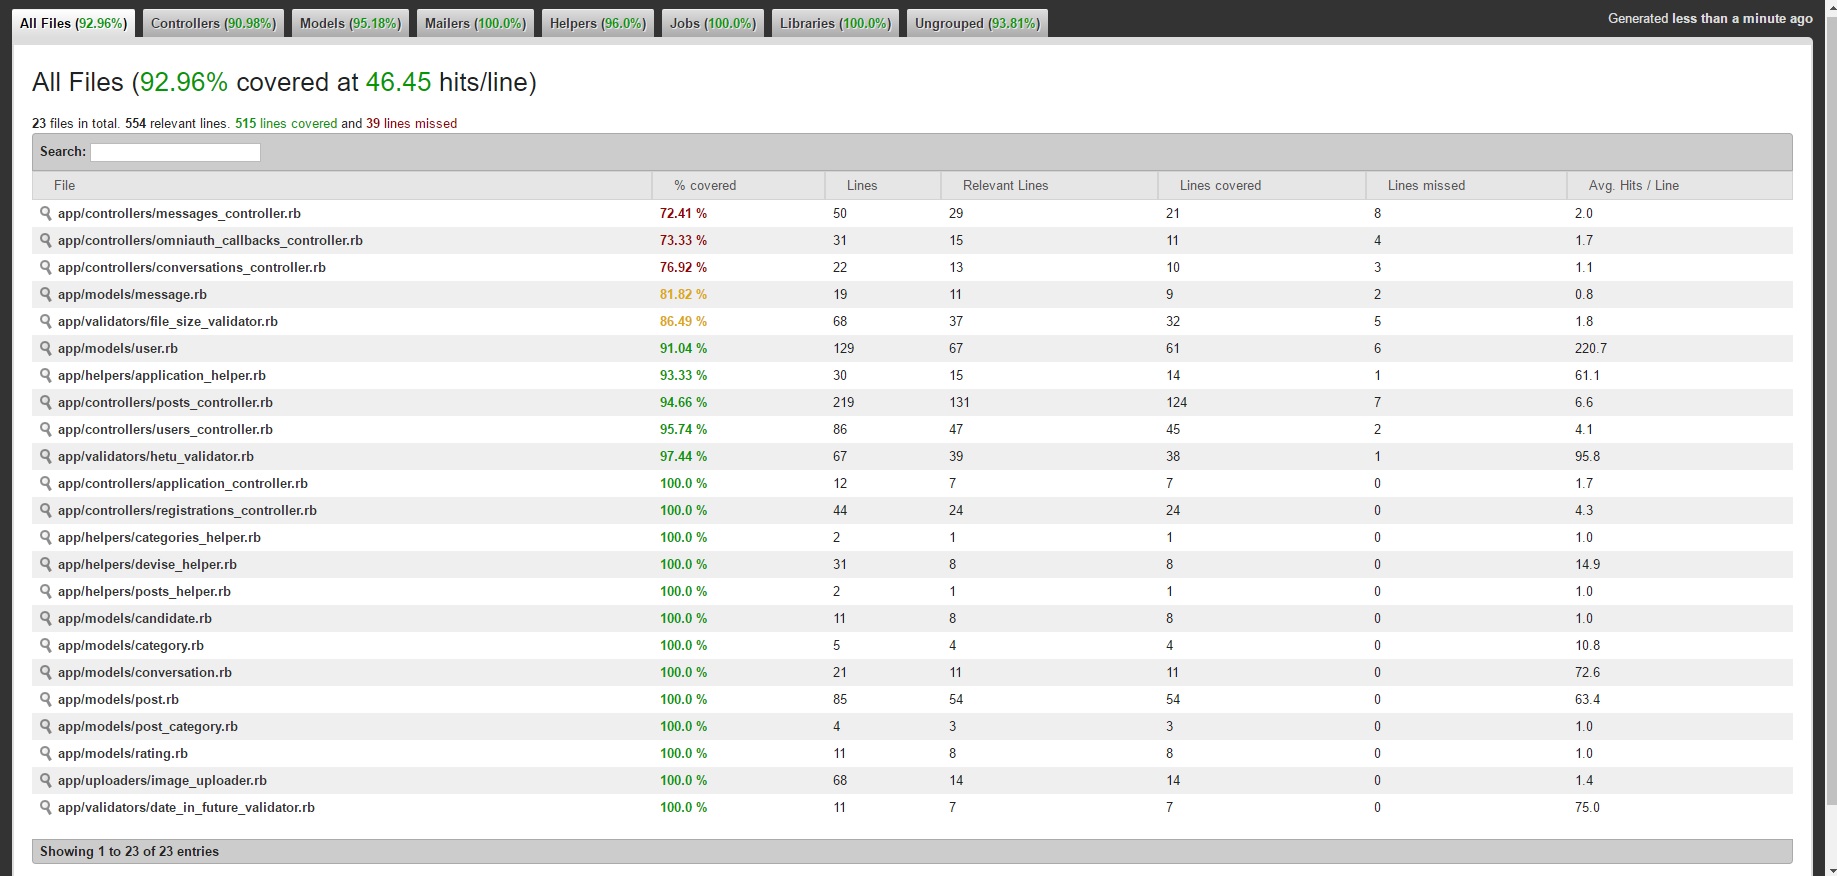 All Files (92.96%) Controllers (90.98%) Models (95.18%) Mailers (100.0%) Helpers (96.0%) Jobs (100.0%) Libraries (100.0%) Ungrouped (93.81%) Generated less than a minute ago
All Files (92.96% covered at 46.45 hits/line)
23 files in total. 554 relevant lines. 515 lines covered and 39 lines missed
Search:
File % covered Lines Relevant Lines Lines covered Lines missed Avg. Hits / Line
app/controllers/messages_controller.rb 72.41 % 50 29 21 8 2.0
app/controllers/omniauth_callbacks_controller.rb 73.33 % 31 15 11 4 1.7
app/controllers/conversations_controller.rb 76.92 % 22 13 10 3 1.1
app/models/message.rb 81.82 % 19 11 9 2 0.8
app/validators/file_size_validator.rb 86.49 % 68 37 32 5 1.8
app/models/user.rb 91.04 % 129 67 61 6 220.7
app/helpers/application_helper.rb 93.33 % 30 15 14 1 61.1
app/controllers/posts_controller.rb 94.66 % 219 131 124 7 6.6
app/controllers/users_controller.rb 95.74 % 86 47 45 2 4.1
app/validators/hetu_validator.rb 97.44 % 67 39 38 1 95.8
app/controllers/application_controller.rb 100.0 % 12 7 7 0 1.7
app/controllers/registrations_controller.rb 100.0 % 44 24 24 0 4.3
app/helpers/categories_helper.rb 100.0 % 2 1 1 0 1.0
app/helpers/devise_helper.rb 100.0 % 31 8 8 0 14.9
app/helpers/posts_helper.rb 100.0 % 2 1 1 0 1.0
app/models/candidate.rb 100.0 % 11 8 8 0 1.0
app/models/category.rb 100.0 % 5 4 4 0 10.8
app/models/conversation.rb 100.0 % 21 11 11 0 72.6
app/models/post.rb 100.0 % 85 54 54 0 63.4
app/models/post_category.rb 100.0 % 4 3 3 0 1.0
app/models/rating.rb 100.0 % 11 8 8 0 1.0
app/uploaders/image_uploader.rb 100.0 % 68 14 14 0 1.4
app/validators/date_in_future_validator.rb 100.0 % 11 7 7 0 75.0
Showing 1 to 23 of 23 entries